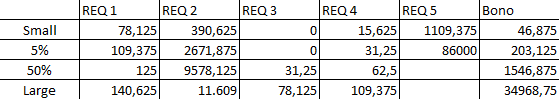 REQ 1 REQ 2 REQ 3 REQ 4 REQ 5 Bono
Small 78,125 390,625 0 15,625 1109,375 46,875
5% 109,375 2671,875 0 31,25 86000 203,125
50% 125 9578,125 31,25 62,5 1546,875
Large 140,625 11.609 78,125 109,375 34968,75